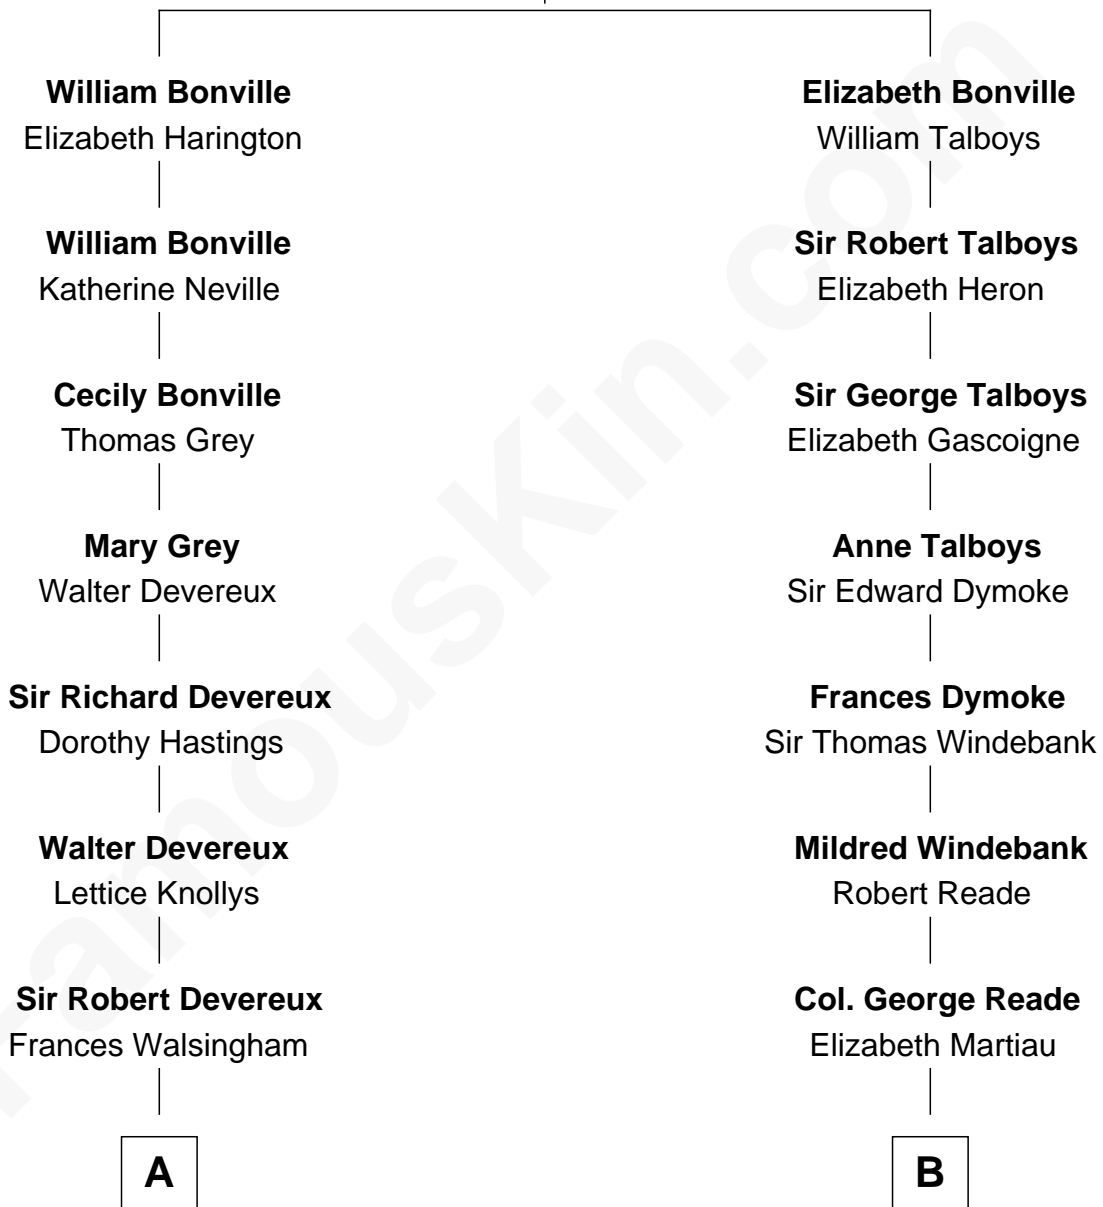 William Bonville
Elizabeth Harington
Elizabeth Bonville
William Talboys
William Bonville
Katherine Neville
Sir Robert Talboys
Elizabeth Heron
Cecily Bonville
Thomas Grey
Sir George Talboys
Elizabeth Gascoigne
Mary Grey
Walter Devereux
Anne Talboys
Sir Edward Dymoke
Sir Richard Devereux
Dorothy Hastings
Frances Dymoke
Sir Thomas Windebank
Walter Devereux
Lettice Knollys
Mildred Windebank
Robert Reade
Sir Robert Devereux
Frances Walsingham
Col. George Reade
Elizabeth Martiau
A
B
FamousKin.com